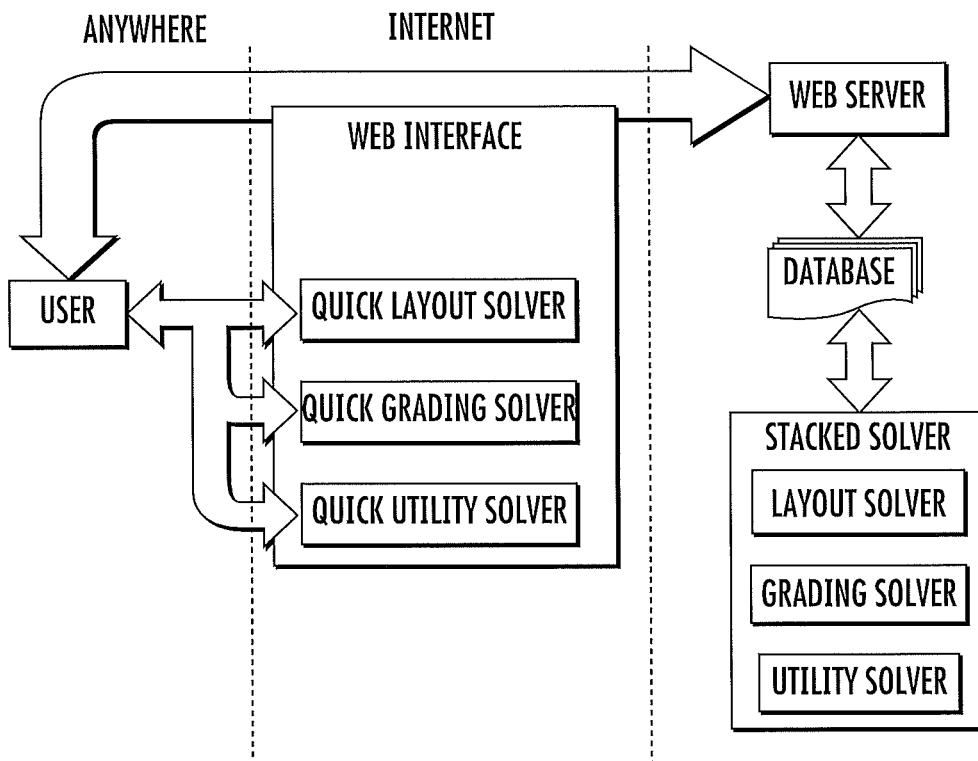 ANYWHERE
INTERNET
WEB SERVER
WEB INTERFACE
DATABASE
USER
QUICK LAYOUT SOLVER
QUICK GRADING SOLVER
QUICK UTILITY SOLVER
STACKED SOLVER
LAYOUT SOLVER
GRADING SOLVER
UTILITY SOLVER